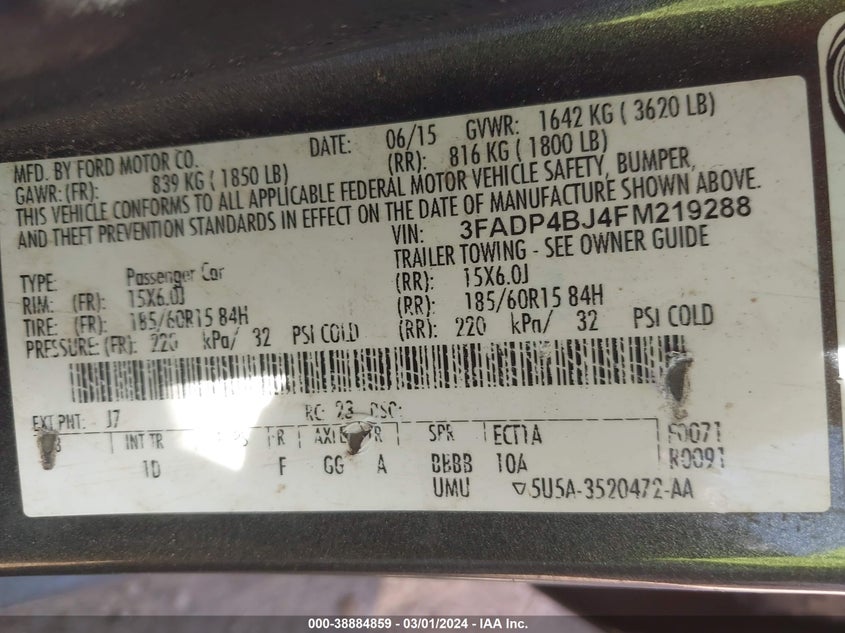 MFD. BY FORD MOTOR CO. DATE: 06/15 GVWR: 1642 KG ( 3620 LB)
GAWR: (FR): 839 KG ( 1850 LB) (RR): 816 KG ( 1800 LB)
THIS VEHICLE CONFORMS TO ALL APPLICABLE FEDERAL MOTOR VEHICLE SAFETY, BUMPER,
AND THEFT PREVENTION STANDARDS IN EFFECT ON THE DATE OF MANUFACTURE SHOWN ABOVE.
VIN: 3FADP4BJ4FM219288
TYPE: Passenger Car TRAILER TOWING - SEE OWNER GUIDE
RIM: (FR): 15X6.0J (RR): 15X6.0J
TIRE: (FR): 185/60R15 84H (RR): 185/60R15 84H
PRESSURE: (FR): 220 kPa/ 32 PSI COLD (RR): 220 kPa/ 32 PSI COLD
EXT PNT: J7 RC: 23 DSO:
INT TR R AXLE TR SPR ECT1A F0071
1D F GG A BBBB 10A R0091
UMU ▽5U5A-3520472-AA
000-38884859 — 03/01/2024 — IAA Inc.